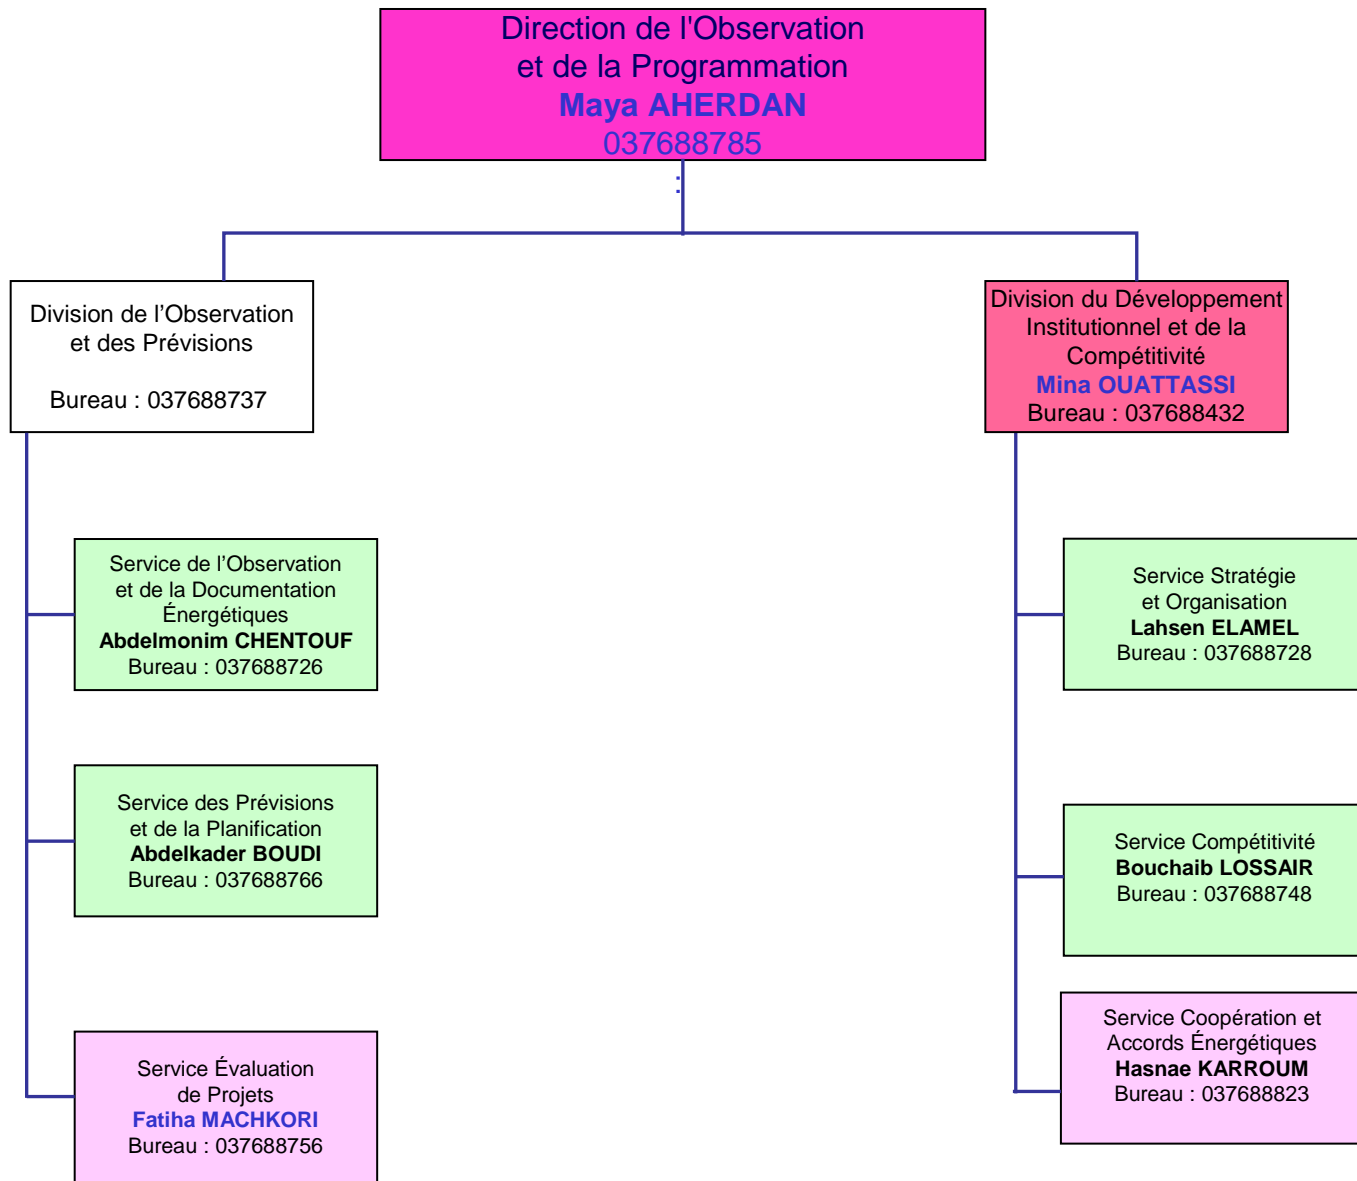 Direction de l'Observation
et de la Programmation
Maya AHERDAN
037688785
:
Division de l’Observation
et des Prévisions
Bureau : 037688737
Service de l’Observation
et de la Documentation
Énergétiques
Abdelmonim CHENTOUF
Bureau : 037688726
Service des Prévisions
et de la Planification
Abdelkader BOUDI
Bureau : 037688766
Service Évaluation
de Projets
Fatiha MACHKORI
Bureau : 037688756
Division du Développement
Institutionnel et de la
Compétitivité
Mina OUATTASSI
Bureau : 037688432
Service Stratégie
et Organisation
Lahsen ELAMEL
Bureau : 037688728
Service Compétitivité
Bouchaib LOSSAIR
Bureau : 037688748
Service Coopération et
Accords Énergétiques
Hasnae KARROUM
Bureau : 037688823